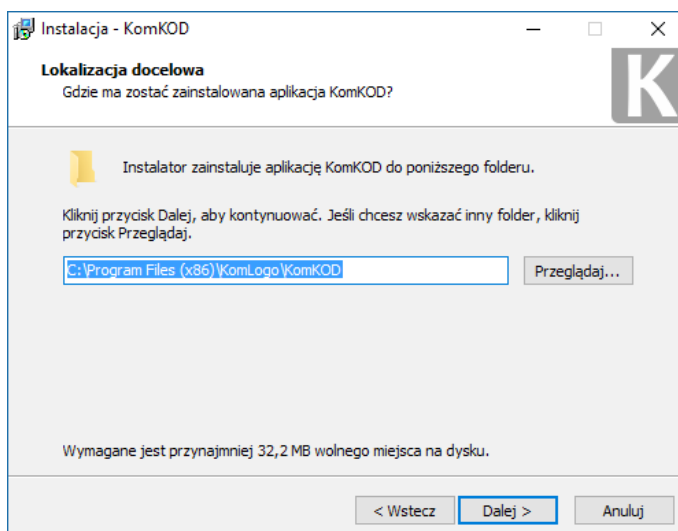 Instalacja - KomKOD
Lokalizacja docelowa
Gdzie ma zostać zainstalowana aplikacja KomKOD?
K
Instalator zainstaluje aplikację KomKOD do poniższego folderu.
Kliknij przycisk Dalej, aby kontynuować. Jeśli chcesz wskazać inny folder, kliknij
przycisk Przeglądaj.
C:\Program Files (x86)\KomLogo\KomKOD
Przeglądaj...
Wymagane jest przynajmniej 32,2 MB wolnego miejsca na dysku.
< Wstecz
Dalej >
Anuluj